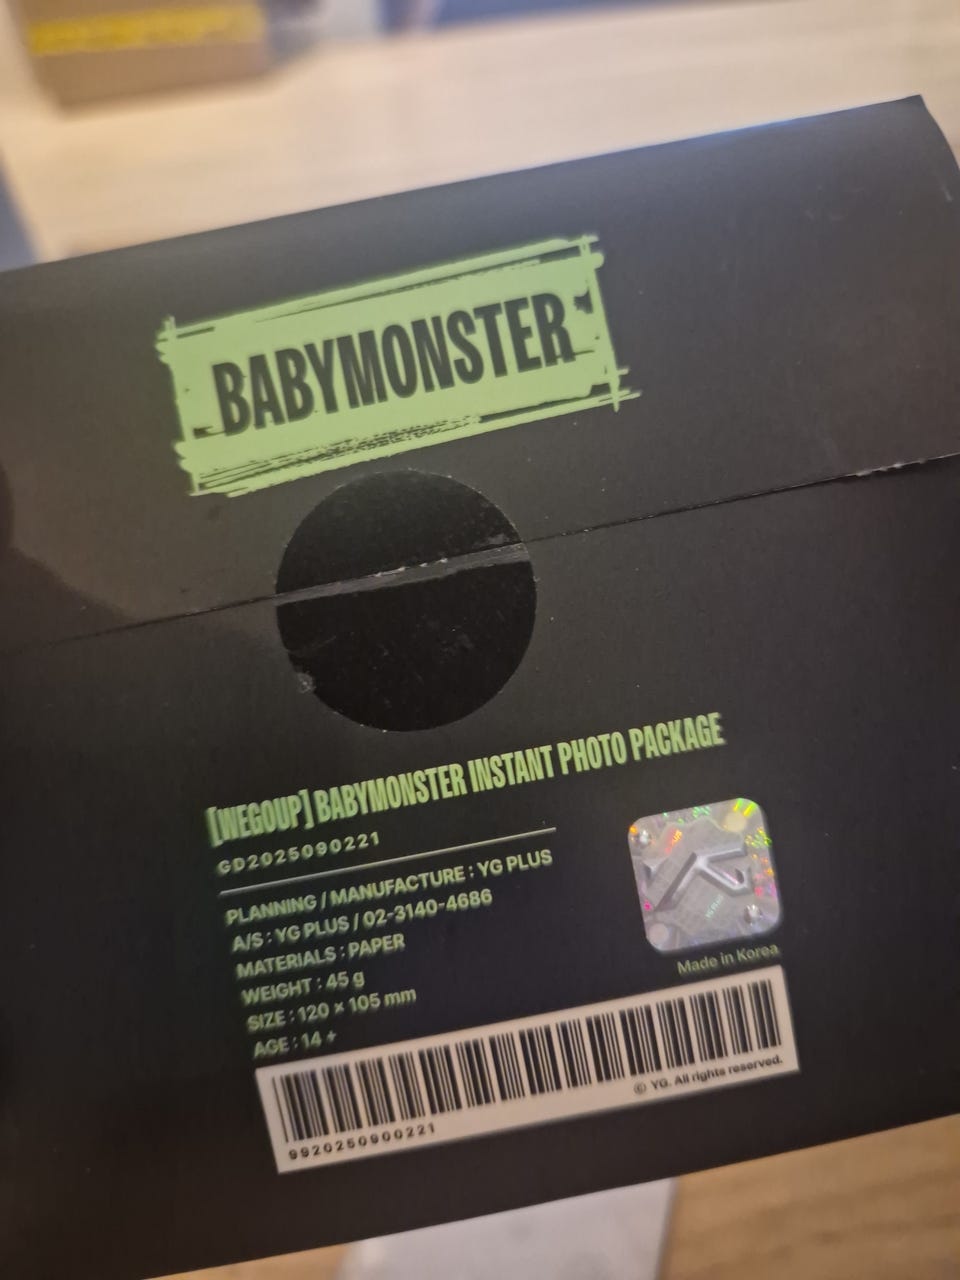 BABYMONSTER
[WEGOUP] BABYMONSTER INSTANT PHOTO PACKAGE
GD2025090221
PLANNING / MANUFACTURE : YG PLUS
A/S : YG PLUS / 02-3140-4686
MATERIALS : PAPER
WEIGHT : 45 g
SIZE : 120 × 105 mm
AGE : 14 +
Made in Korea
© YG. All rights reserved.
9920250900221